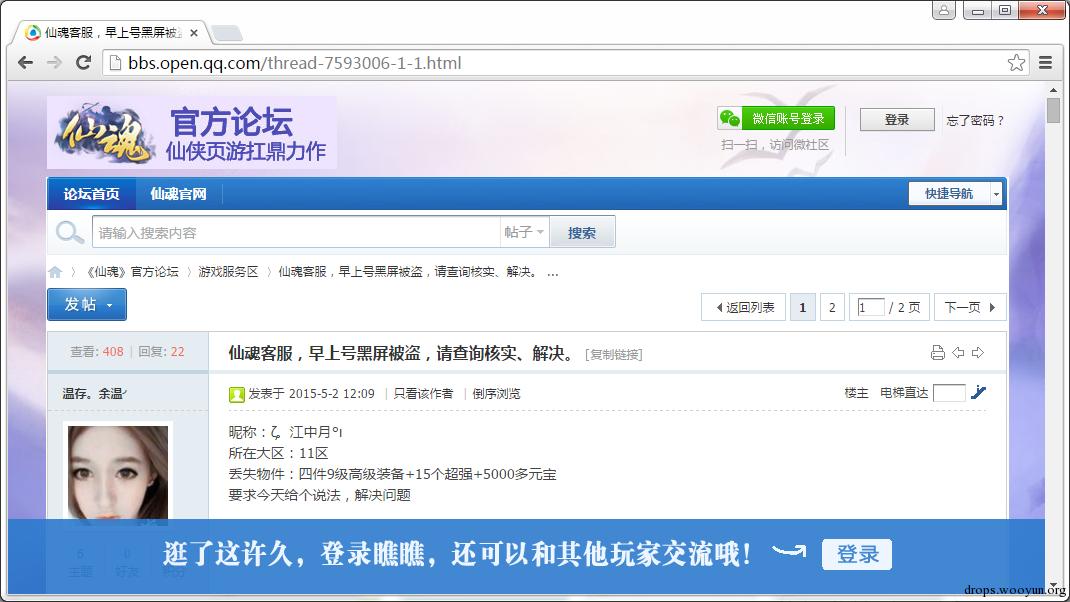 仙魂客服，早上号黑屏被盗
bbs.open.qq.com/thread-7593006-1-1.html
仙魂
官方论坛
仙侠页游扛鼎力作
微信账号登录
扫一扫，访问微社区
登录
忘了密码？
论坛首页 仙魂官网 快捷导航
请输入搜索内容 帖子 搜索
〉《仙魂》官方论坛 〉游戏服务区 〉仙魂客服，早上号黑屏被盗，请查询核实、解决。 ...
发帖
返回列表 1 2 1 / 2 页 下一页
查看: 408 | 回复: 22
仙魂客服，早上号黑屏被盗，请查询核实、解决。 [复制链接]
温存。余温
发表于 2015-5-2 12:09 | 只看该作者 | 倒序浏览 楼主 电梯直达
昵称：ζ。江中月°ı
所在大区：11区
丢失物件：四件9级高级装备+15个超强+5000多元宝
要求今天给个说法，解决问题
逛了这许久，登录瞧瞧，还可以和其他玩家交流哦！ 登录
6 0
主题 好友 积分
drops.wooyun.org